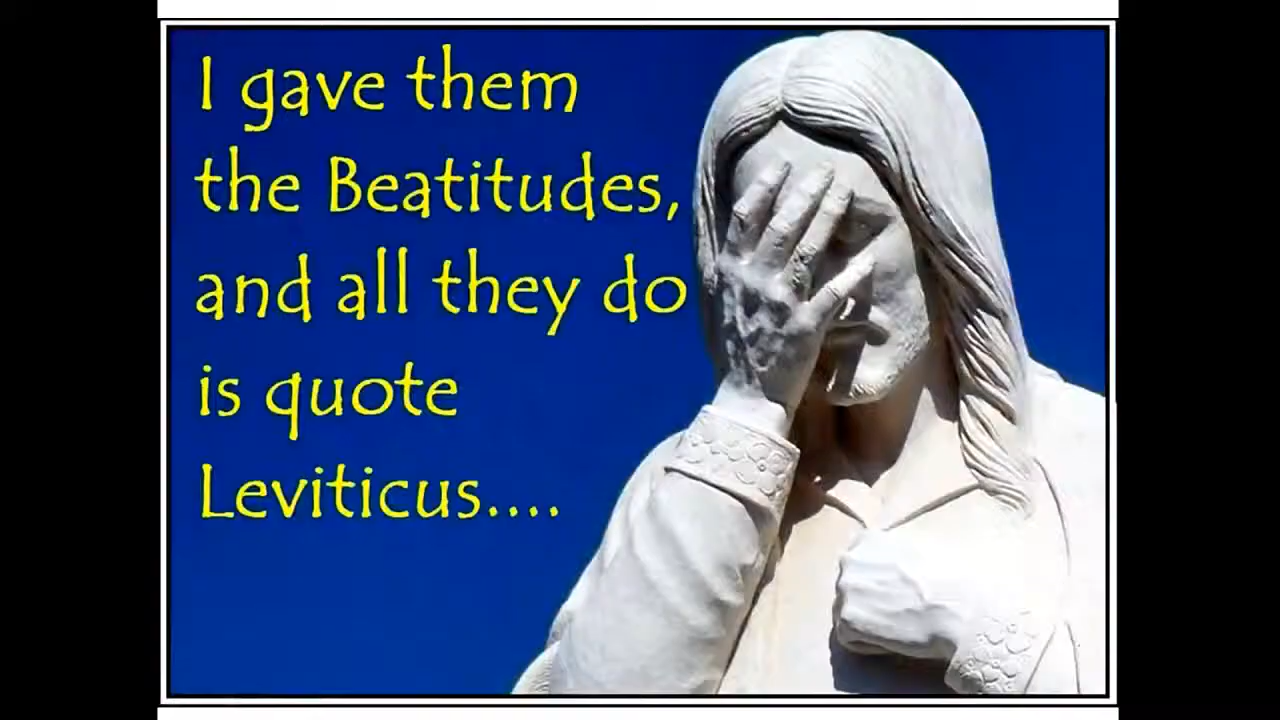 I gave them
the Beatitudes,
and all they do
is quote
Leviticus....